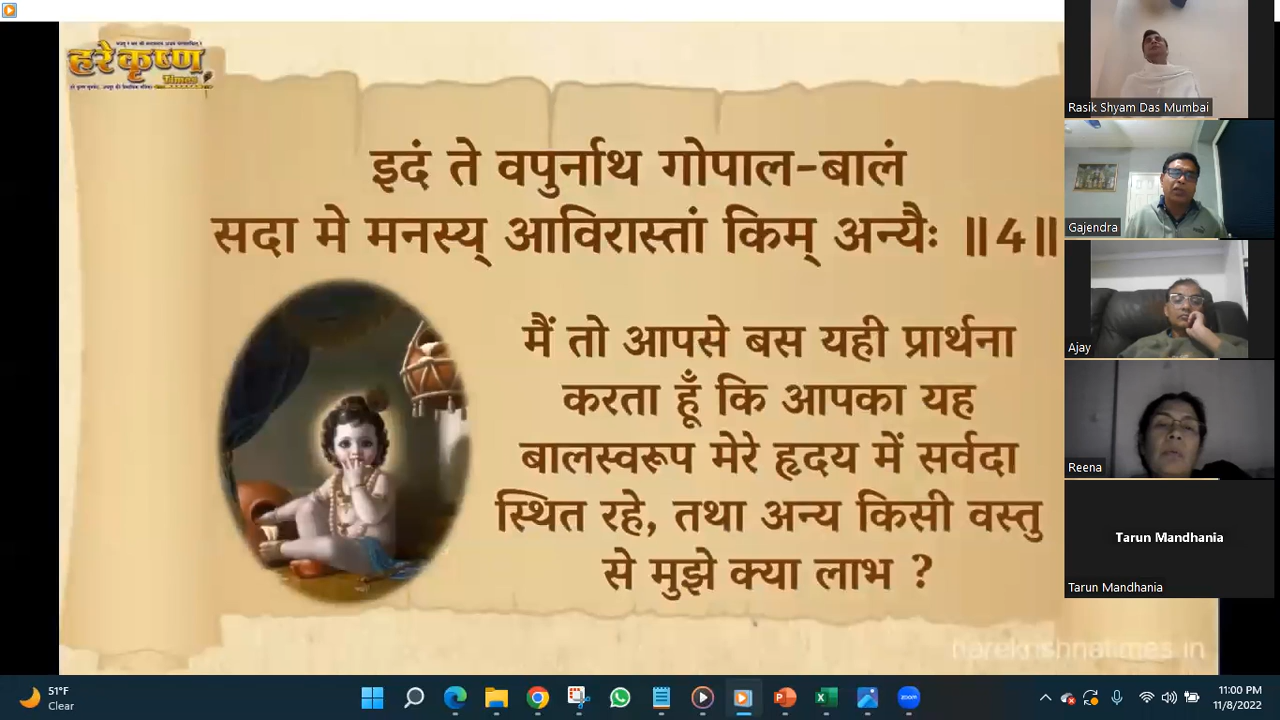 हरे कृष्ण
Times
इदं ते वपुर्नाथ गोपाल-बालं
सदा मे मनस्य् आविरास्तां किम् अन्यैः ॥4॥
मैं तो आपसे बस यही प्रार्थना
करता हूँ कि आपका यह
बालस्वरूप मेरे हृदय में सर्वदा
स्थित रहे, तथा अन्य किसी वस्तु
से मुझे क्या लाभ ?
harekrishnatimes.in
Rasik Shyam Das Mumbai
Gajendra
Ajay
Reena
Tarun Mandhania
Tarun Mandhania
51°F
Clear
zoom
11:00 PM
11/8/2022